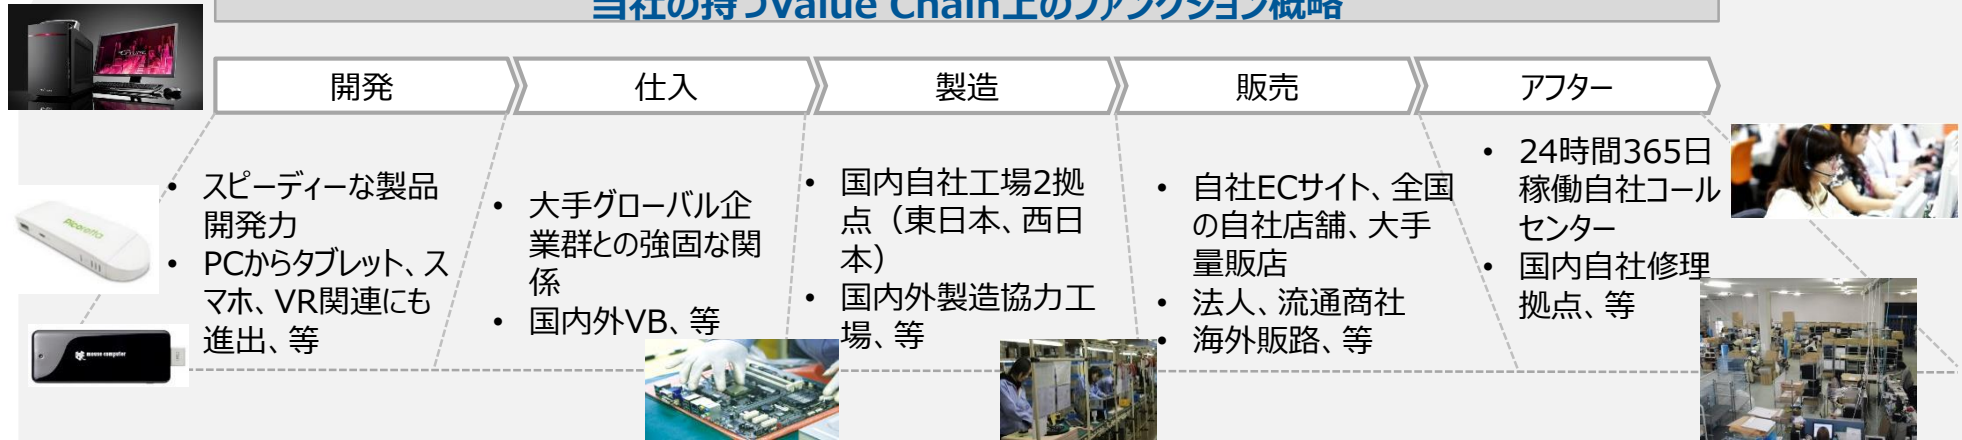 当社の持つValue Chain上のファンクション概略
開発
仕入
製造
販売
アフター
• スピーディーな製品
開発力
• PCからタブレット、ス
マホ、VR関連にも
進出、等
• 大手グローバル企
業群との強固な関
係
• 国内外VB、等
• 国内自社工場2拠
点（東日本、西日
本）
• 国内外製造協力工
場、等
• 自社ECサイト、全国
の自社店舗、大手
量販店
• 法人、流通商社
• 海外販路、等
• 24時間365日
稼働自社コール
センター
• 国内自社修理
拠点、等
Picoretta
mouse computer